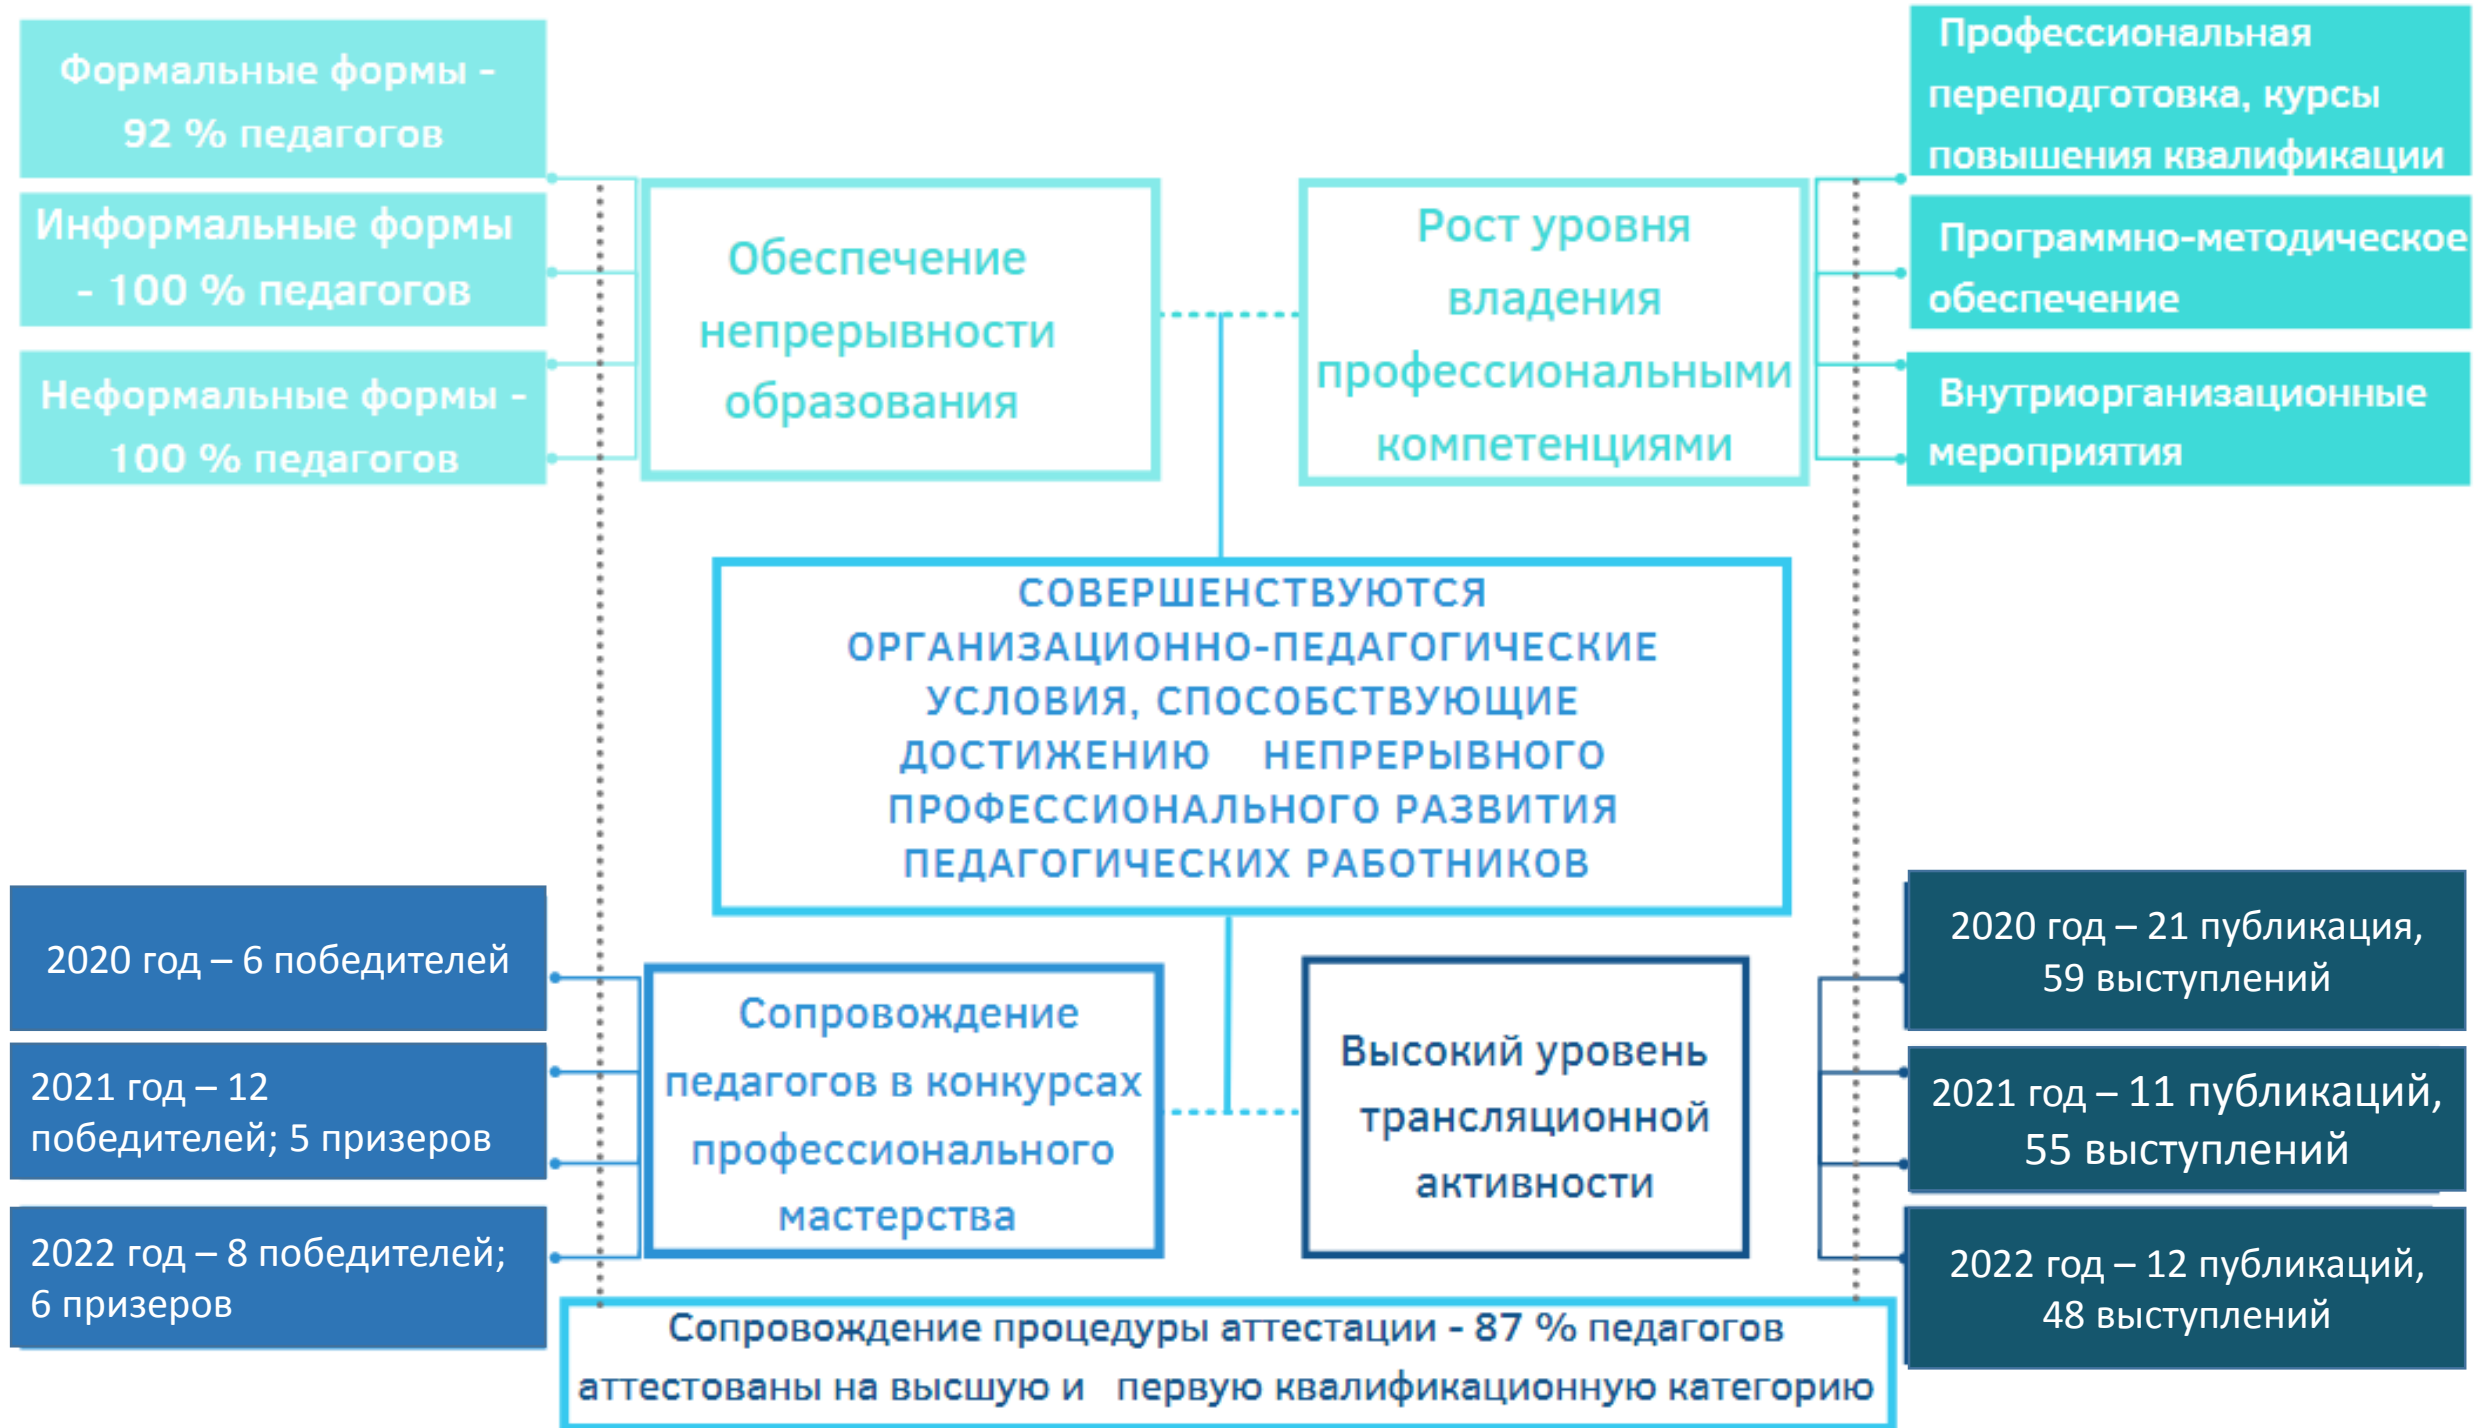 Формальные формы -
92 % педагогов
Информальные формы
- 100 % педагогов
Неформальные формы -
100 % педагогов
Обеспечение
непрерывности
образования
Рост уровня
владения
профессиональными
компетенциями
Профессиональная
переподготовка, курсы
повышения квалификации
Программно-методическое
обеспечение
Внутриорганизационные
мероприятия
СОВЕРШЕНСТВУЮТСЯ
ОРГАНИЗАЦИОННО-ПЕДАГОГИЧЕСКИЕ
УСЛОВИЯ, СПОСОБСТВУЮЩИЕ
ДОСТИЖЕНИЮ НЕПРЕРЫВНОГО
ПРОФЕССИОНАЛЬНОГО РАЗВИТИЯ
ПЕДАГОГИЧЕСКИХ РАБОТНИКОВ
2020 год – 6 победителей
2021 год – 12
победителей; 5 призеров
2022 год – 8 победителей;
6 призеров
Сопровождение
педагогов в конкурсах
профессионального
мастерства
Высокий уровень
трансляционной
активности
2020 год – 21 публикация,
59 выступлений
2021 год – 11 публикаций,
55 выступлений
2022 год – 12 публикаций,
48 выступлений
Сопровождение процедуры аттестации - 87 % педагогов
аттестованы на высшую и первую квалификационную категорию